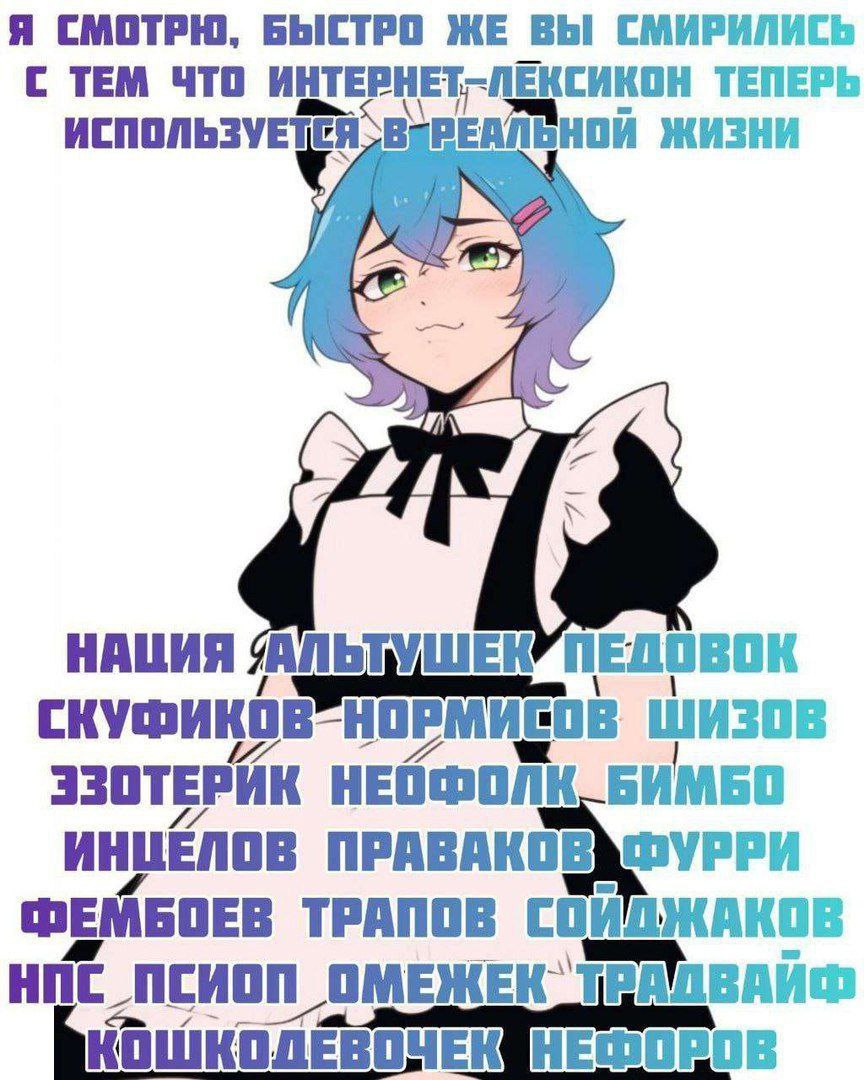 Я СМОТРЮ, БЫСТРО ЖЕ ВЫ СМИРИЛИСЬ
С ТЕМ ЧТО ИНТЕРНЕТ-ЛЕКСИКОН ТЕПЕРЬ
ИСПОЛЬЗУЕТСЯ В РЕАЛЬНОЙ ЖИЗНИ
НАЦИЯ АЛЬТУШЕК ПЕДОВОК
СКУФИКОВ НОРМИСОВ ШИЗОВ
ЭЗОТЕРИК НЕОФОЛК БИМБО
ИНЦЕЛОВ ПРАВАКОВ ФУРРИ
ФЕМБОЕВ ТРАПОВ СОЙДЖАКОВ
НПС ПСИОП ОМЕЖЕК ТРАДВАЙФ
КОШКОДЕВОЧЕК НЕФОРОВ